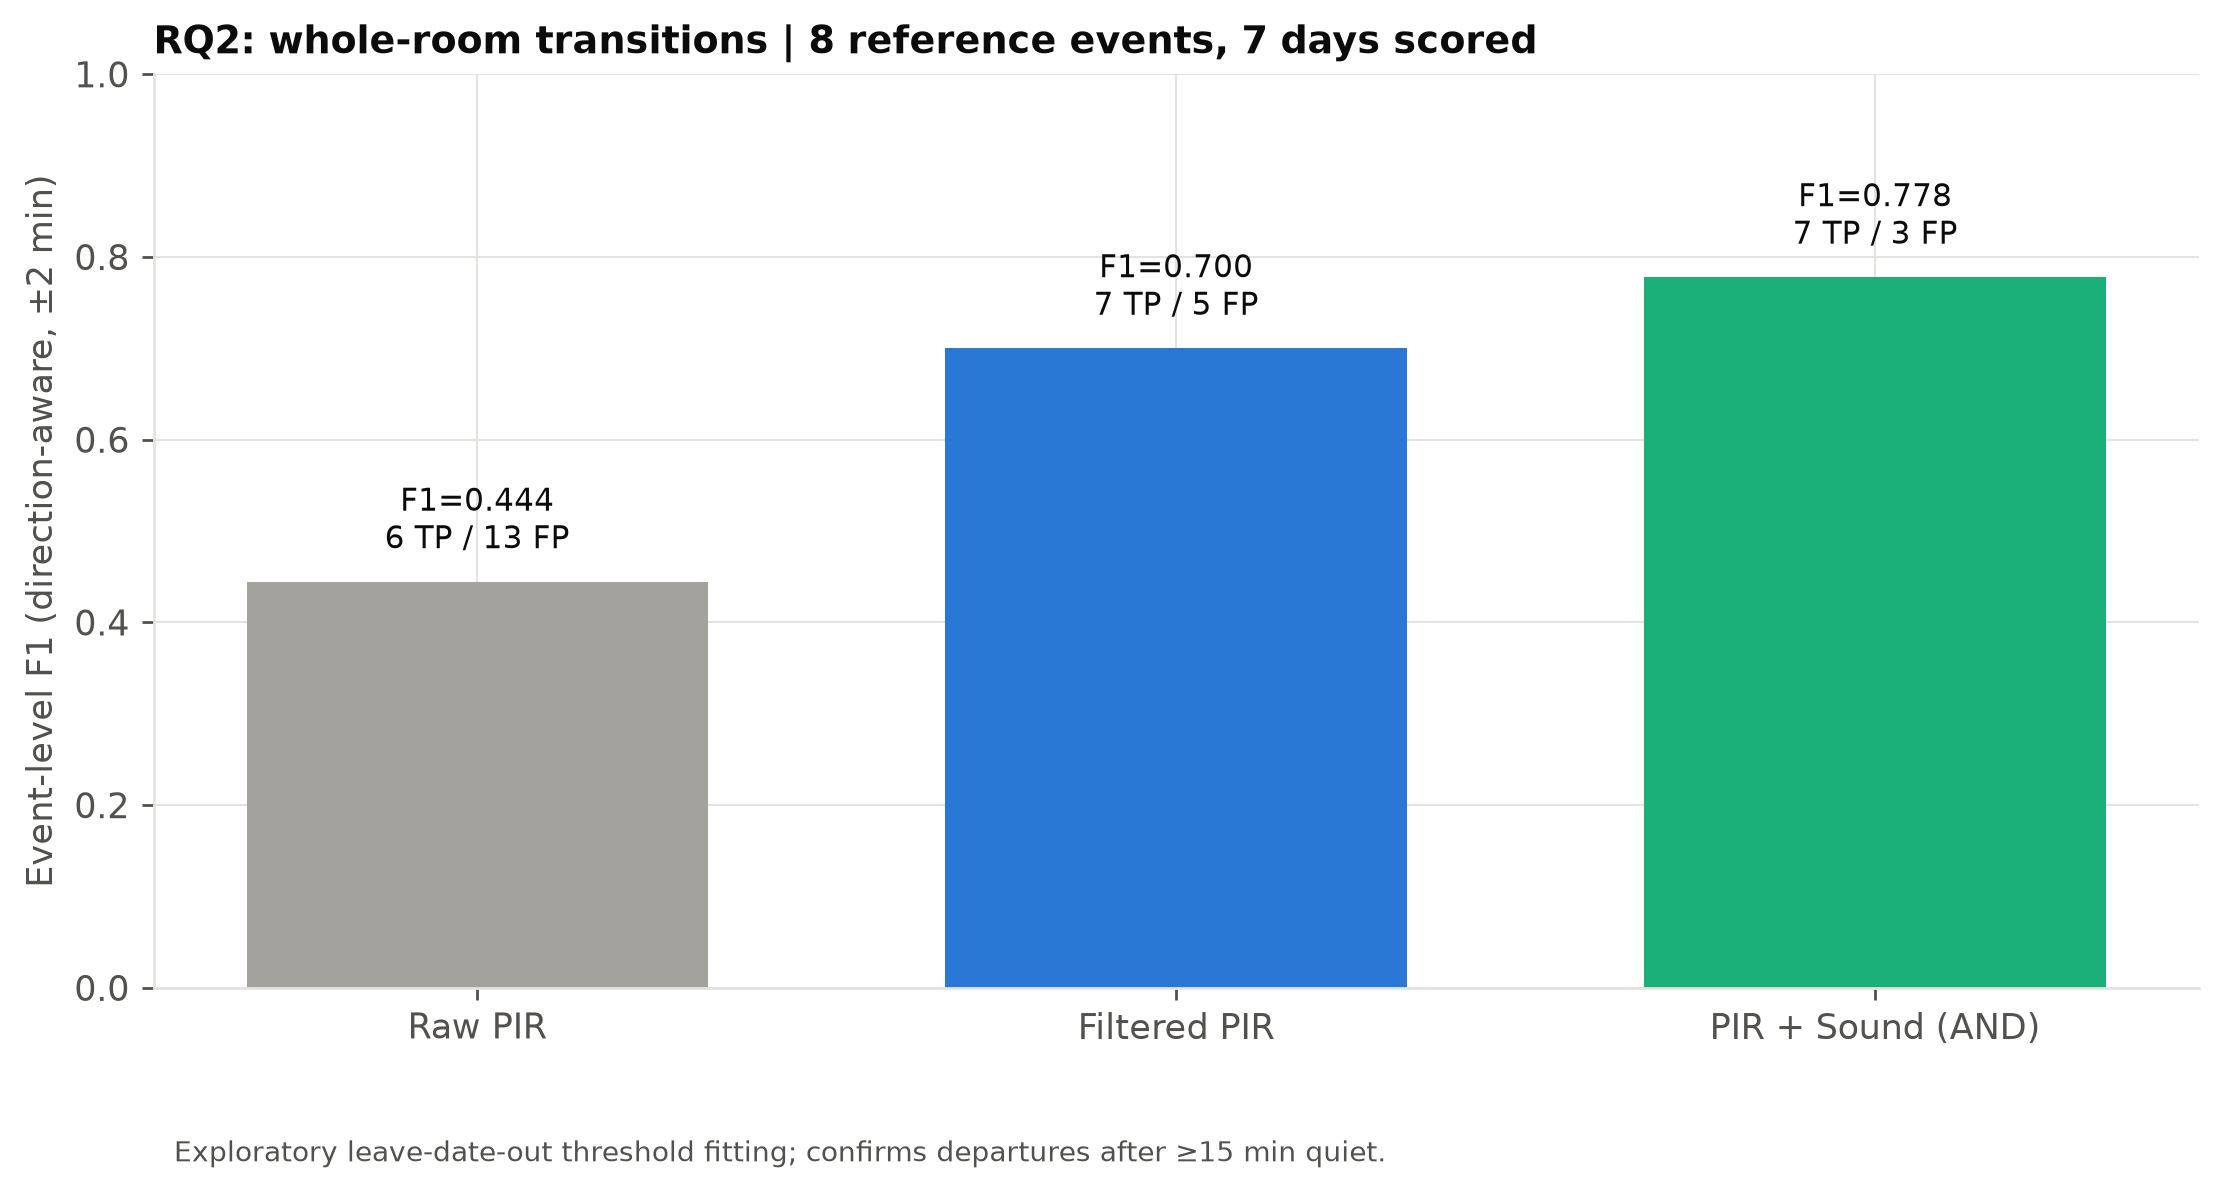 RQ2: whole-room transitions | 8 reference events, 7 days scored
Event-level F1 (direction-aware, ±2 min)
1.0
0.8
0.6
0.4
0.2
0.0
F1=0.444
6 TP / 13 FP
F1=0.700
7 TP / 5 FP
F1=0.778
7 TP / 3 FP
Raw PIR
Filtered PIR
PIR + Sound (AND)
Exploratory leave-date-out threshold fitting; confirms departures after ≥15 min quiet.